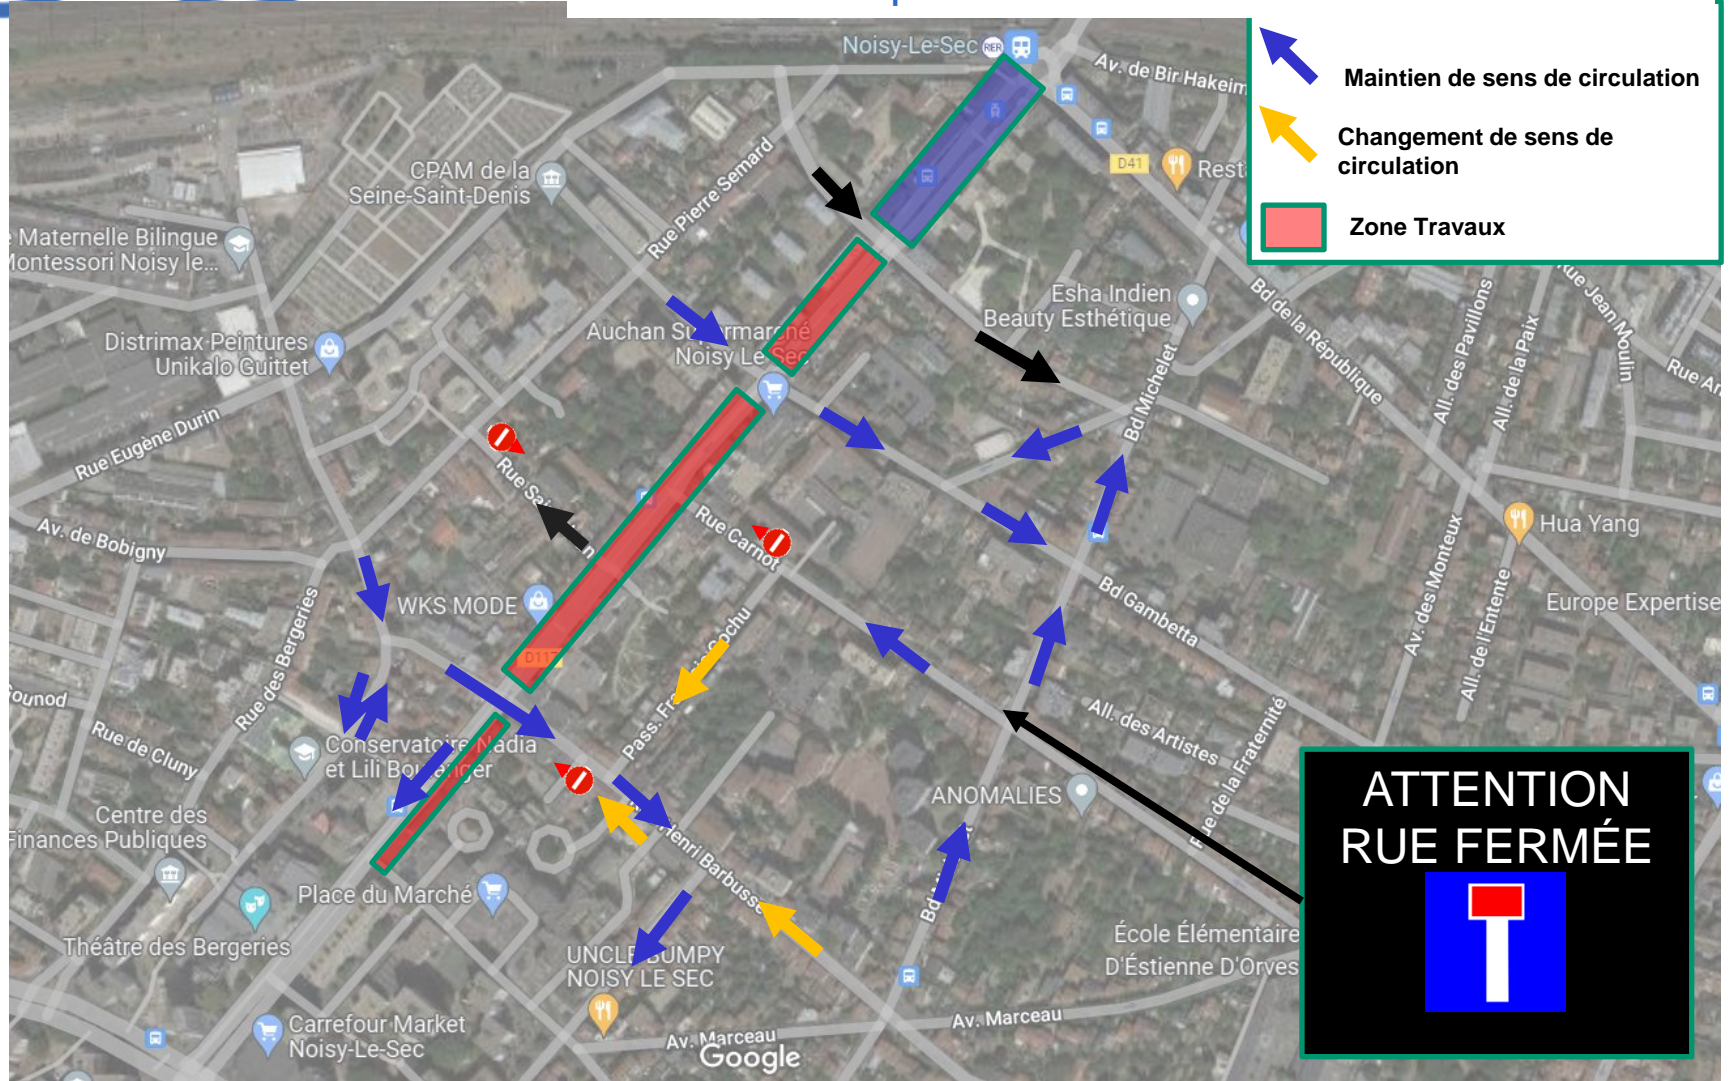 Noisy-Le-Sec
RER
Av. de Bir Hakeim
Maintien de sens de circulation
Changement de sens de
circulation
Zone Travaux
CPAM de la
Seine-Saint-Denis
D41
Rue Pierre Semard
Maternelle Bilingue
Montessori Noisy le...
Esha Indien
Beauty Esthétique
Bd de la République
All. des Pavillons
All. de la Paix
Rue Jean Moulin
Auchan Supermarché
Noisy Le Sec
Distrimax Peintures
Unikalo Guittet
Rue Eugène Durin
Bd Michelet
Rue Carnot
Av. de Bobigny
Hua Yang
Av. des Monteux
All. de l'Entente
Europe Expertise
Bd Gambetta
WKS MODE
Rue des Bergeries
Rue de Cluny
Conservatoire Nadia
et Lili Boulanger
All. des Artistes
Rue de la Fraternité
ANOMALIES
Centre des
Finances Publiques
Henri Barbusse
Place du Marché
Théâtre des Bergeries
UNCLE BUMPY
NOISY LE SEC
École Élémentaire
D'Éstienne D'Orves
ATTENTION
RUE FERMÉE
Carrefour Market
Noisy-Le-Sec
Av. Marceau
Av. Marceau
Google